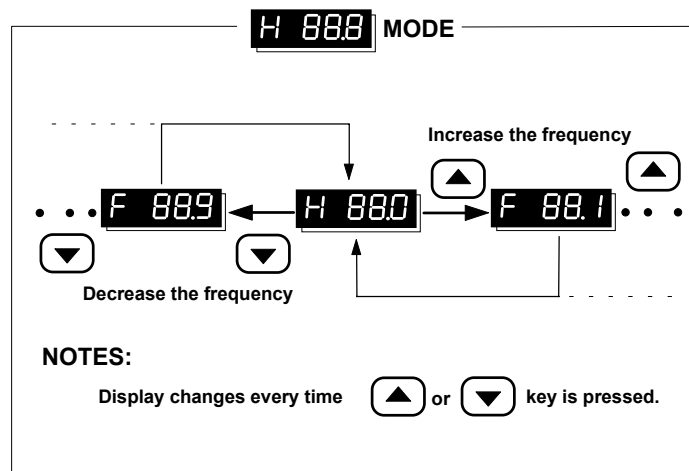 H 88.8 MODE
Increase the frequency
F 88.9 H 88.0 F 88.1
Decrease the frequency
NOTES:
Display changes every time or key is pressed.